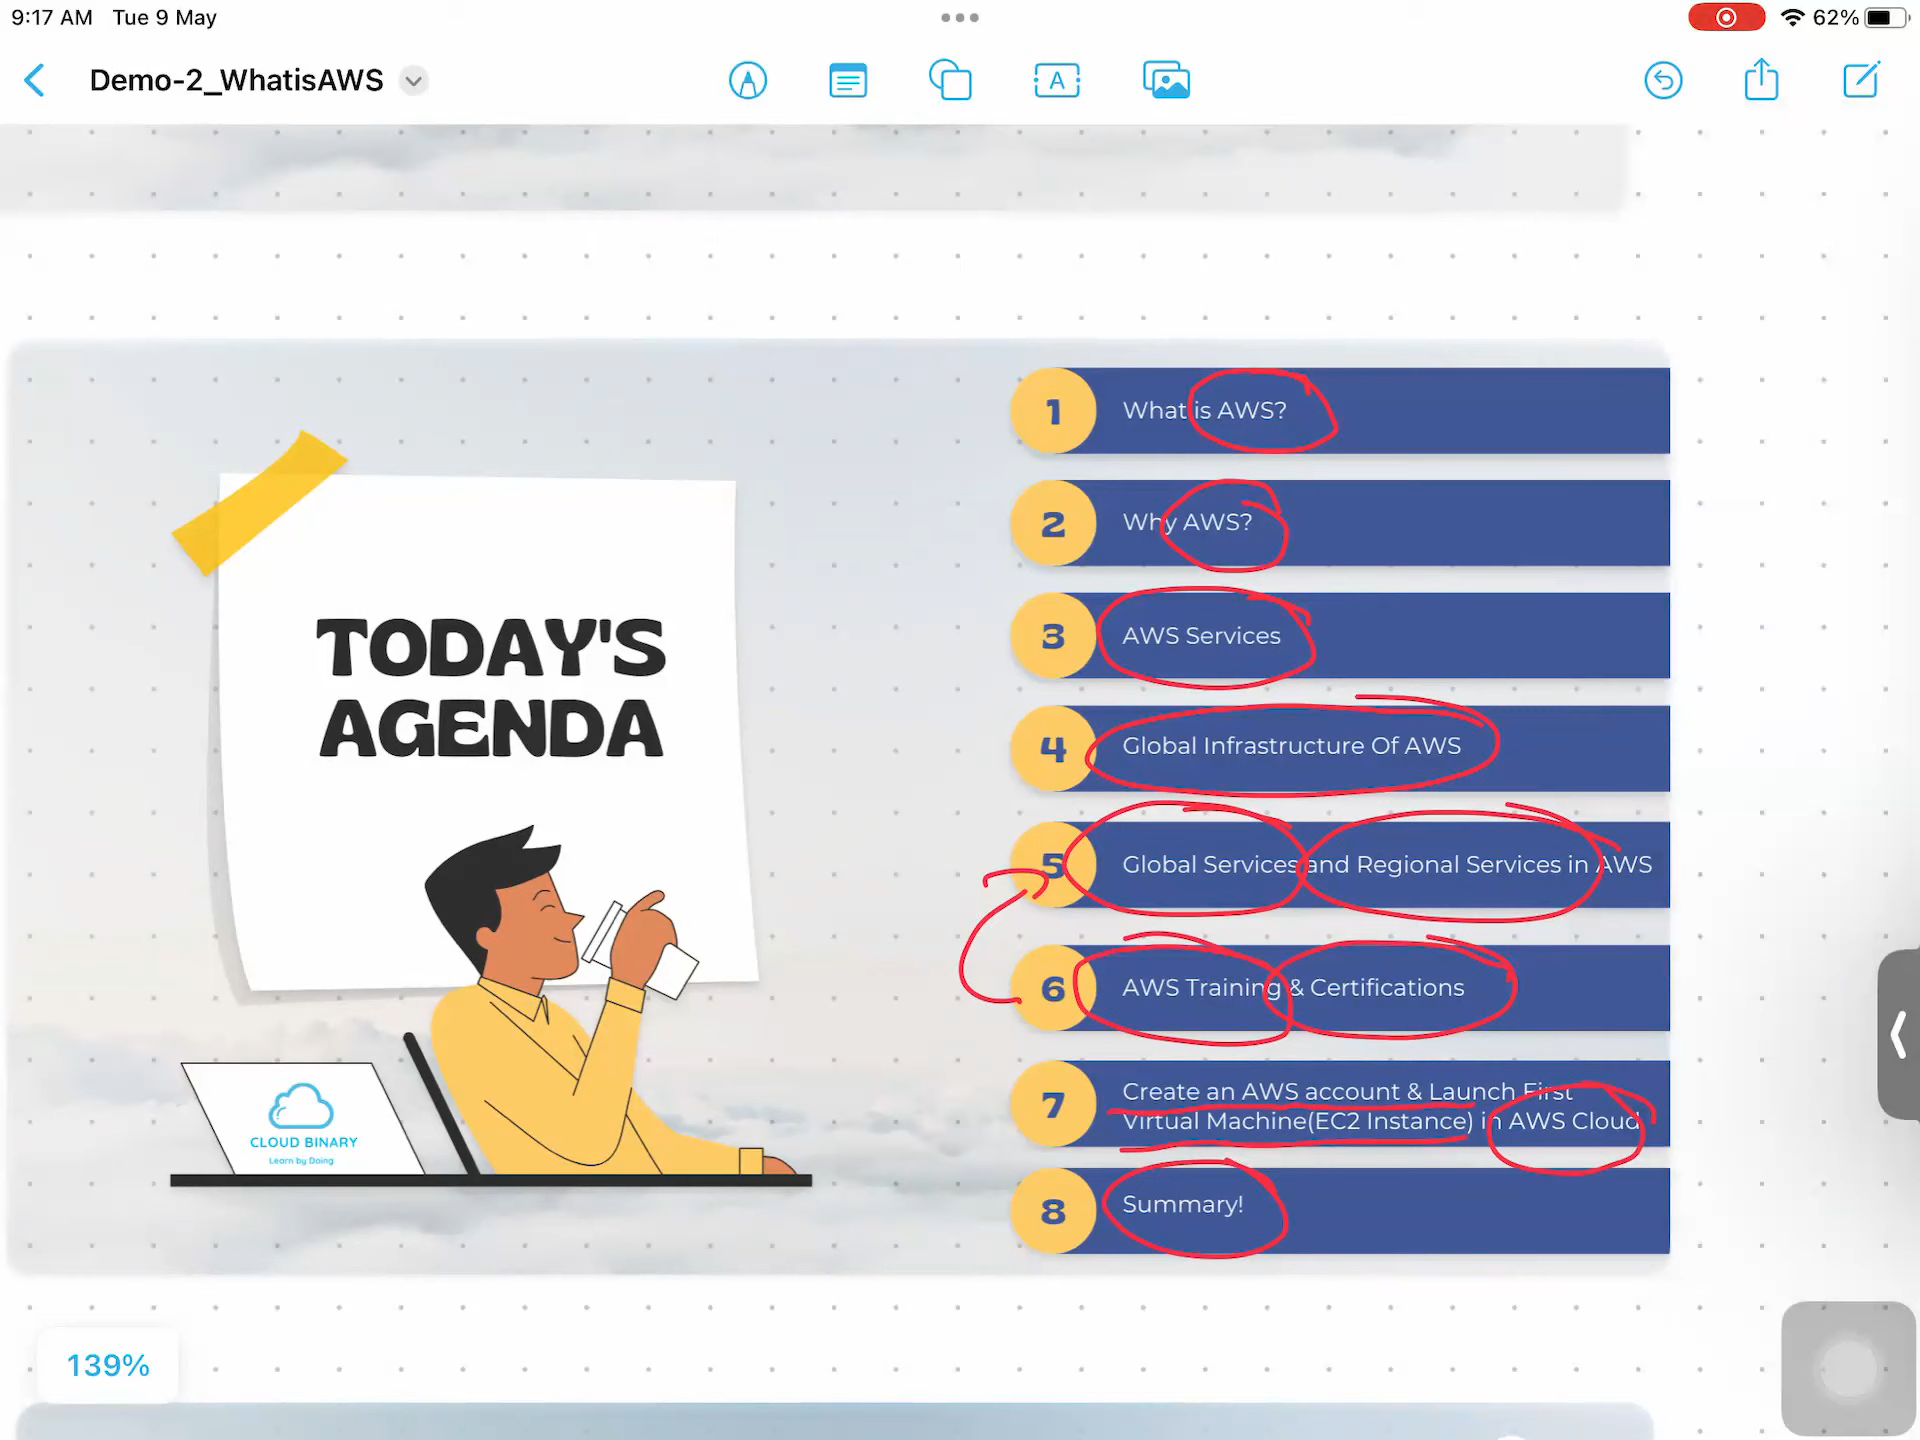 9:17 AM Tue 9 May
62%
Demo-2_WhatisAWS
A
TODAY'S
AGENDA
CLOUD BINARY
Learn by Doing
1 What is AWS?
2 Why AWS?
3 AWS Services
4 Global Infrastructure Of AWS
5 Global Services and Regional Services in AWS
6 AWS Training & Certifications
7 Create an AWS account & Launch First
Virtual Machine(EC2 Instance) in AWS Cloud
8 Summary!
139%